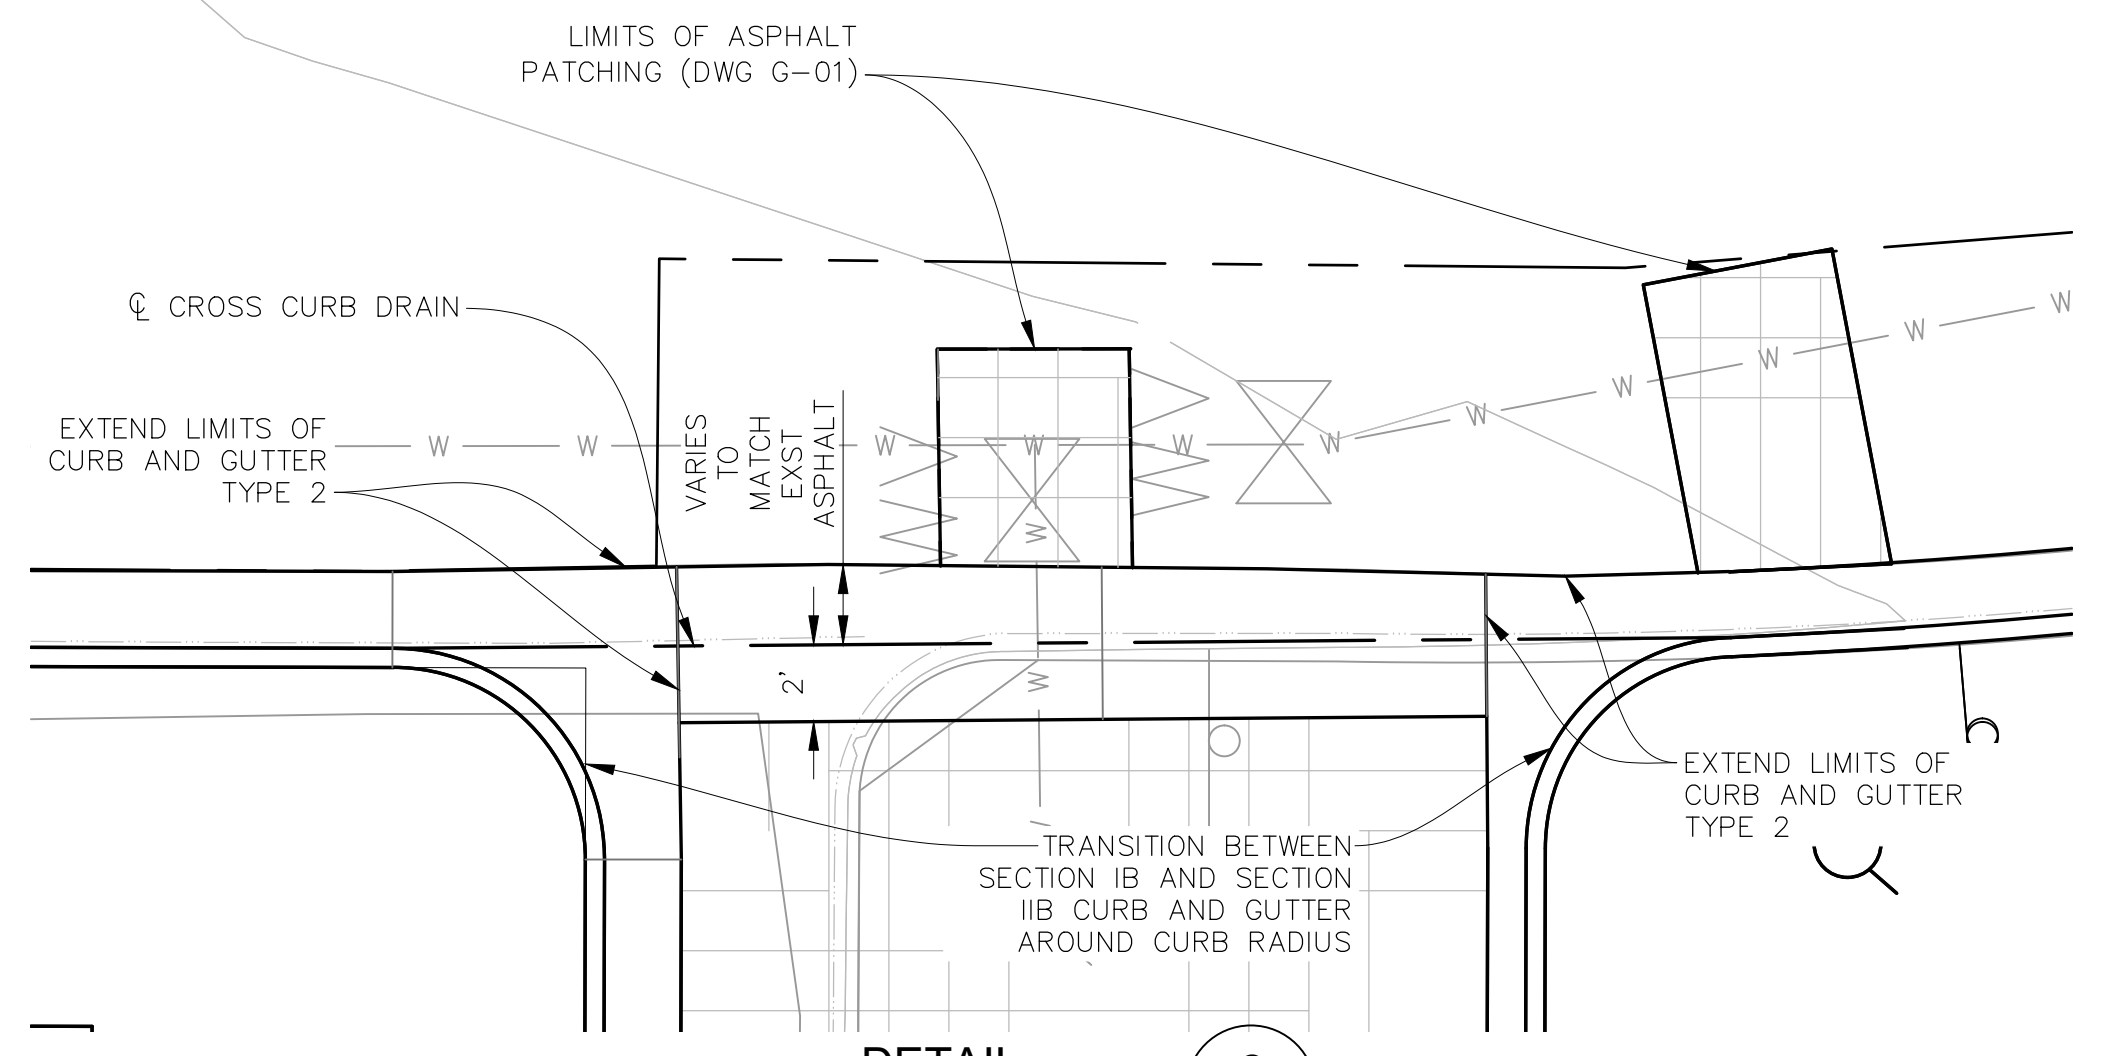 LIMITS OF ASPHALT
PATCHING (DWG G-01)
℄ CROSS CURB DRAIN
EXTEND LIMITS OF
CURB AND GUTTER
TYPE 2
VARIES
TO
MATCH
EXST
ASPHALT
W
W
W
W
W
W
W
W
W
W
W
W
W
W
2'
EXTEND LIMITS OF
CURB AND GUTTER
TYPE 2
TRANSITION BETWEEN
SECTION IB AND SECTION
IIB CURB AND GUTTER
AROUND CURB RADIUS
DETAIL